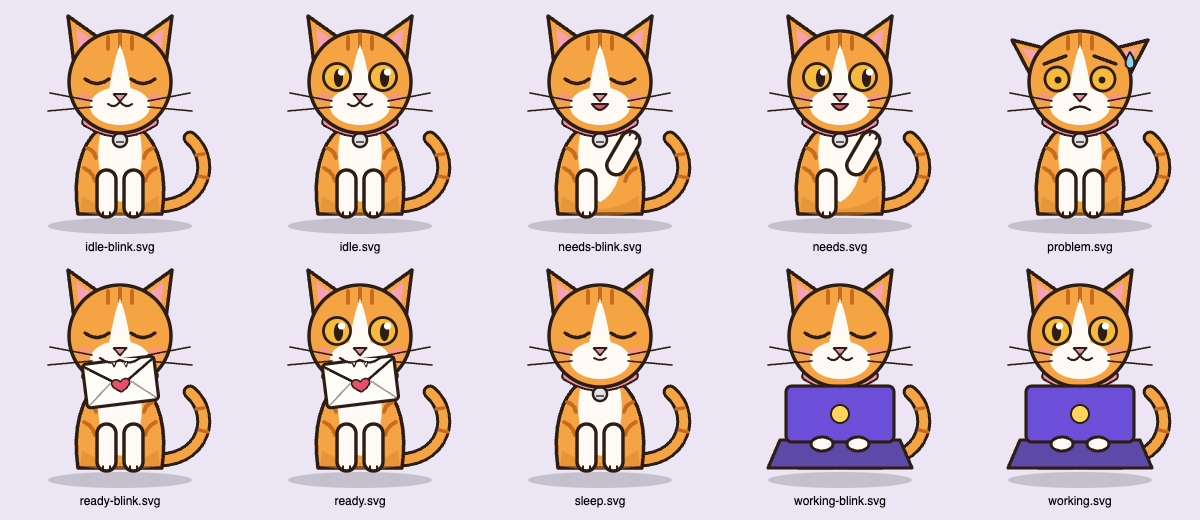 idle-blink.svg
idle.svg
needs-blink.svg
needs.svg
problem.svg
ready-blink.svg
ready.svg
sleep.svg
working-blink.svg
working.svg